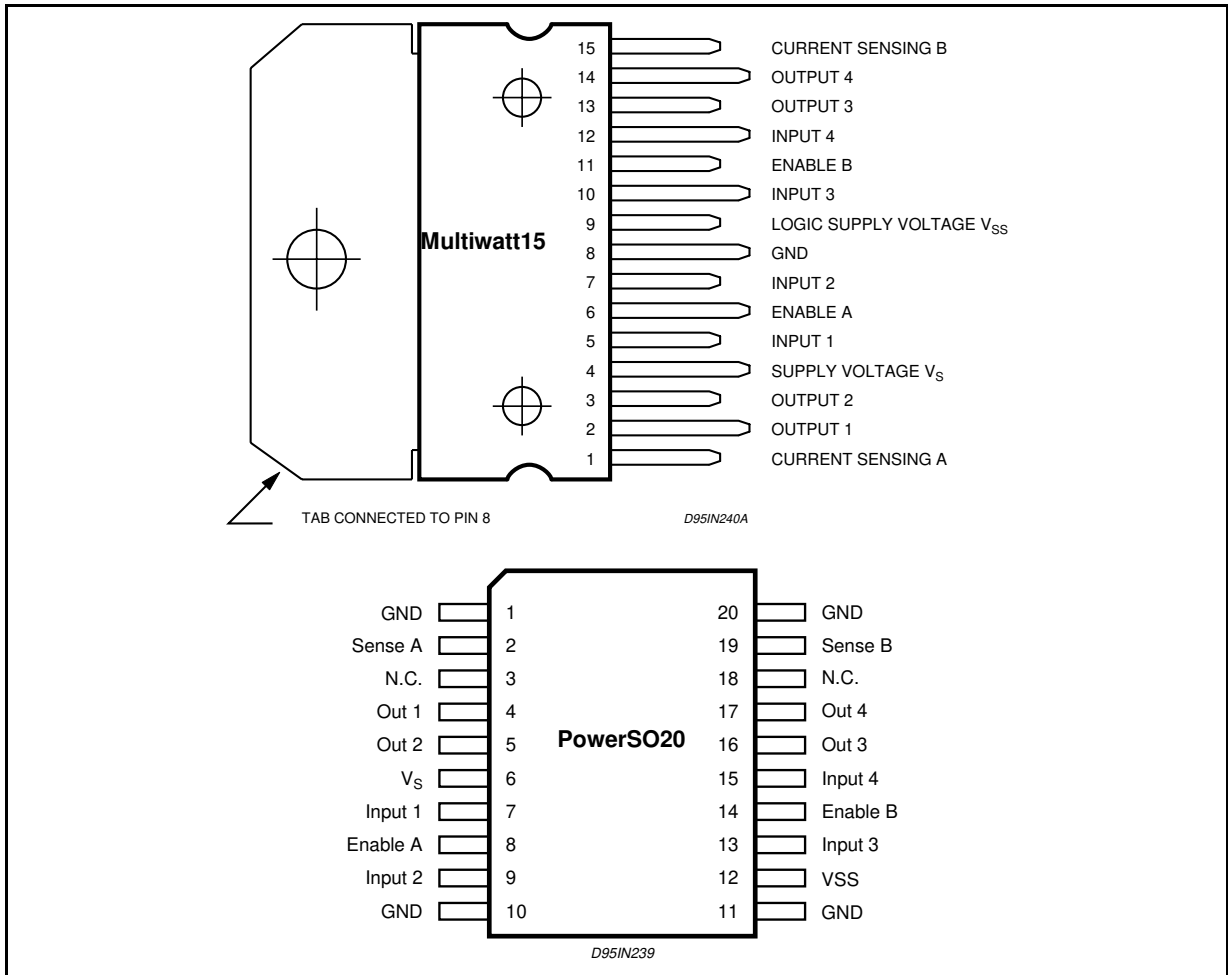 15 CURRENT SENSING B
14 OUTPUT 4
13 OUTPUT 3
12 INPUT 4
11 ENABLE B
10 INPUT 3
9 LOGIC SUPPLY VOLTAGE V_SS
Multiwatt15
8 GND
7 INPUT 2
6 ENABLE A
5 INPUT 1
4 SUPPLY VOLTAGE V_S
3 OUTPUT 2
2 OUTPUT 1
1 CURRENT SENSING A
TAB CONNECTED TO PIN 8 D95IN240A
GND 1 20 GND
Sense A 2 19 Sense B
N.C. 3 18 N.C.
Out 1 4 17 Out 4
Out 2 5 PowerSO20 16 Out 3
V_S 6 15 Input 4
Input 1 7 14 Enable B
Enable A 8 13 Input 3
Input 2 9 12 VSS
GND 10 11 GND
D95IN239